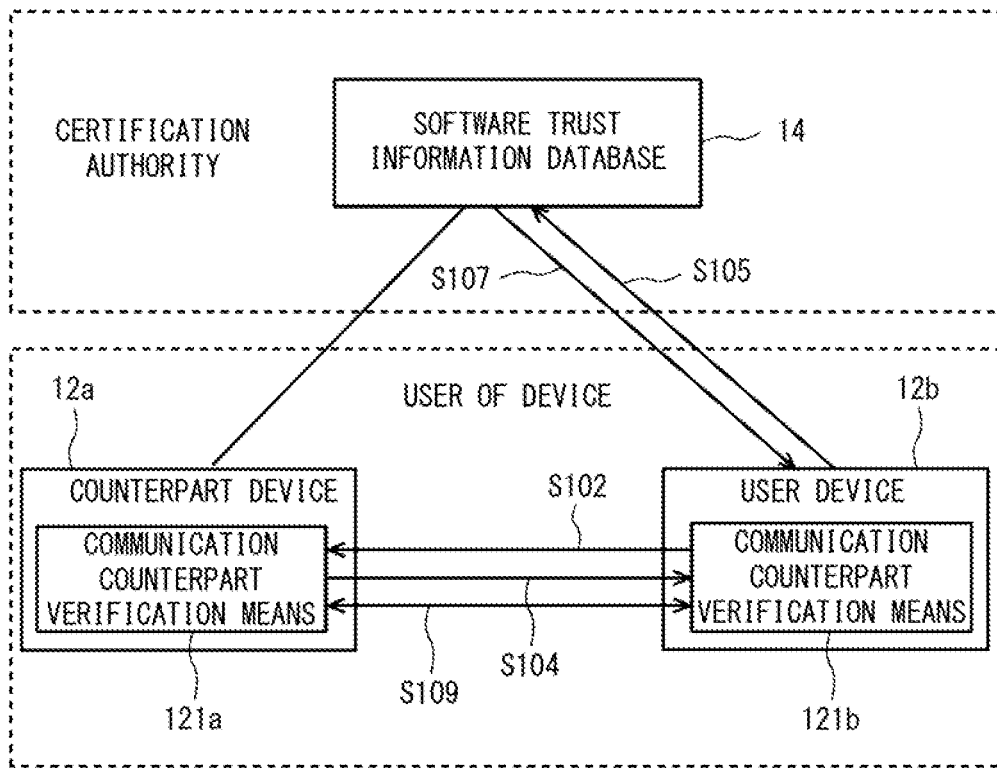 CERTIFICATION
AUTHORITY
SOFTWARE TRUST
INFORMATION DATABASE
14
S107
S105
12a
USER OF DEVICE
12b
COUNTERPART DEVICE
COMMUNICATION
COUNTERPART
VERIFICATION MEANS
S102
USER DEVICE
COMMUNICATION
COUNTERPART
VERIFICATION MEANS
S104
S109
121a
121b